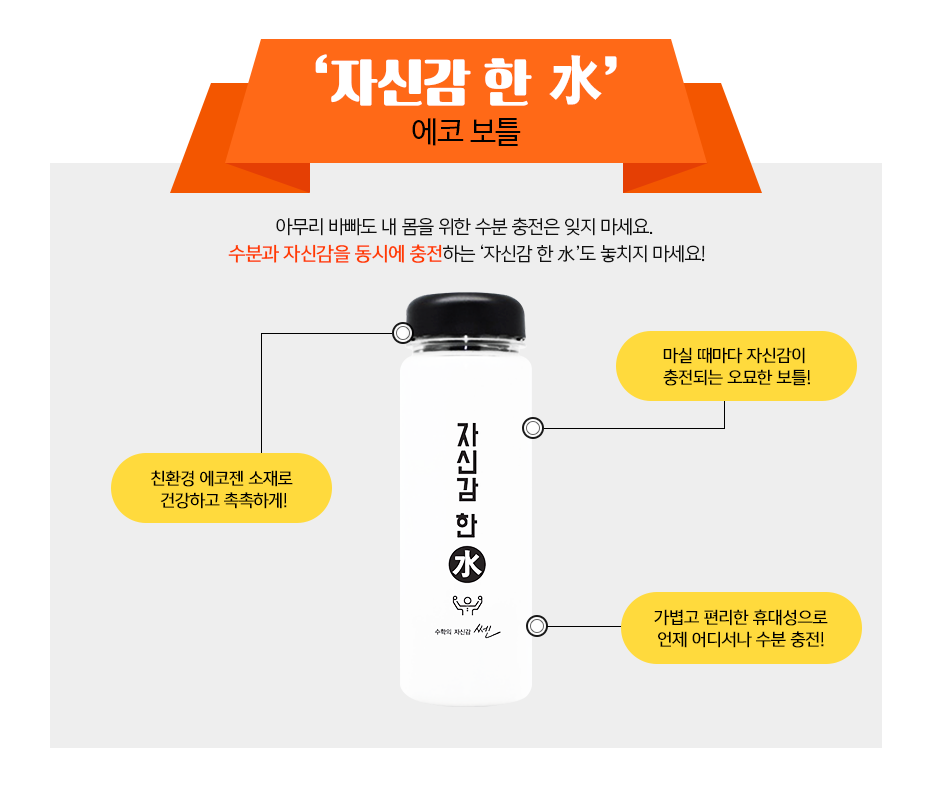 ‘자신감 한 水’
에코 보틀
아무리 바빠도 내 몸을 위한 수분 충전은 잊지 마세요.
수분과 자신감을 동시에 충전하는 ‘자신감 한 水’도 놓치지 마세요!
마실 때마다 자신감이
충전되는 오묘한 보틀!
친환경 에코젠 소재로
건강하고 촉촉하게!
자신감 한 水
수학의 자신감 쎈
가볍고 편리한 휴대성으로
언제 어디서나 수분 충전!